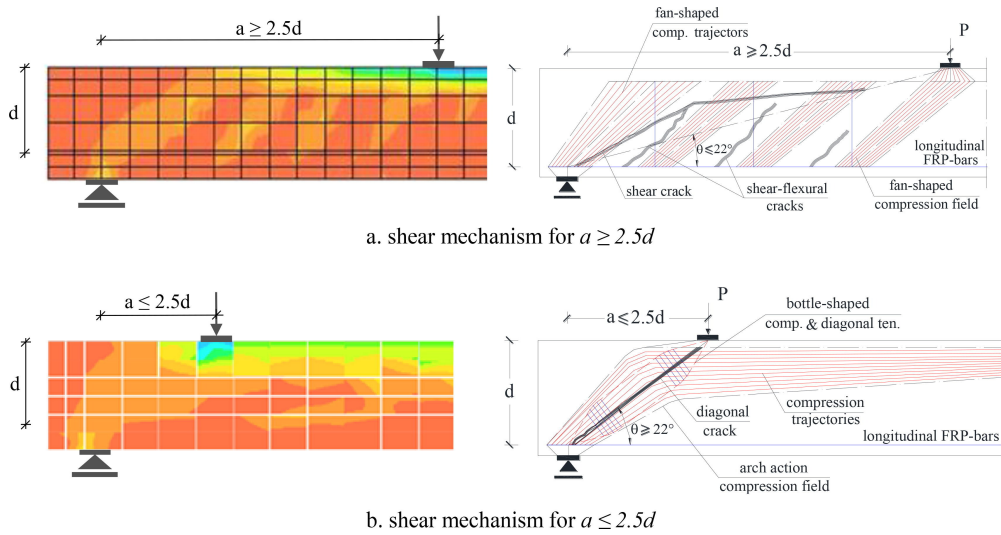 a ≥ 2.5d
d
fan-shaped
comp. trajectors
P
a ⩾ 2.5d
d
θ⩽22°
longitudinal
FRP-bars
shear crack
shear-flexural
cracks
fan-shaped
compression field
a. shear mechanism for a ≥ 2.5d
a ≤ 2.5d
d
P
bottle-shaped
comp. & diagonal ten.
a⩽2.5d
d
θ⩾22°
diagonal
crack
compression
trajectories
longitudinal FRP-bars
arch action
compression field
b. shear mechanism for a ≤ 2.5d